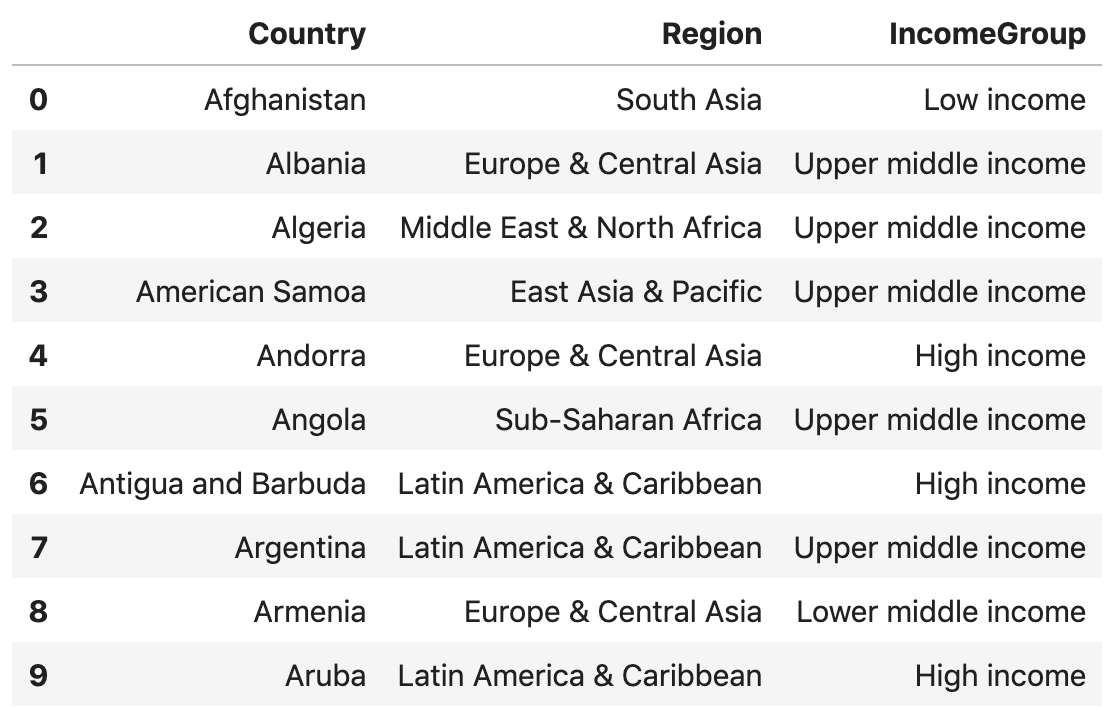 Country Region IncomeGroup
0 Afghanistan South Asia Low income
1 Albania Europe & Central Asia Upper middle income
2 Algeria Middle East & North Africa Upper middle income
3 American Samoa East Asia & Pacific Upper middle income
4 Andorra Europe & Central Asia High income
5 Angola Sub-Saharan Africa Upper middle income
6 Antigua and Barbuda Latin America & Caribbean High income
7 Argentina Latin America & Caribbean Upper middle income
8 Armenia Europe & Central Asia Lower middle income
9 Aruba Latin America & Caribbean High income